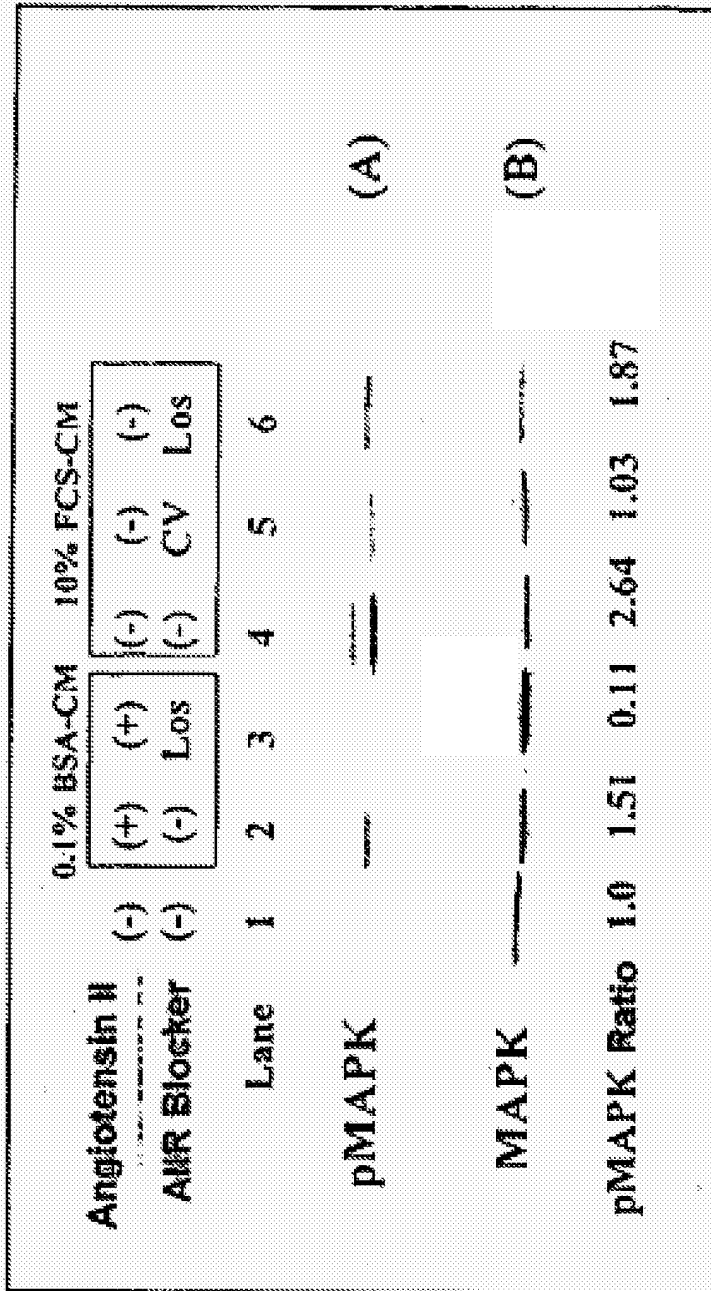 0.1% BSA-CM 10% FCS-CM
Angiotensin II (-) (+) (+) (-) (-) (-)
AIIR Blocker (-) (-) Los (-) CV Los
Lane 1 2 3 4 5 6
pMAPK (A)
MAPK (B)
pMAPK Ratio 1.0 1.51 0.11 2.64 1.03 1.87